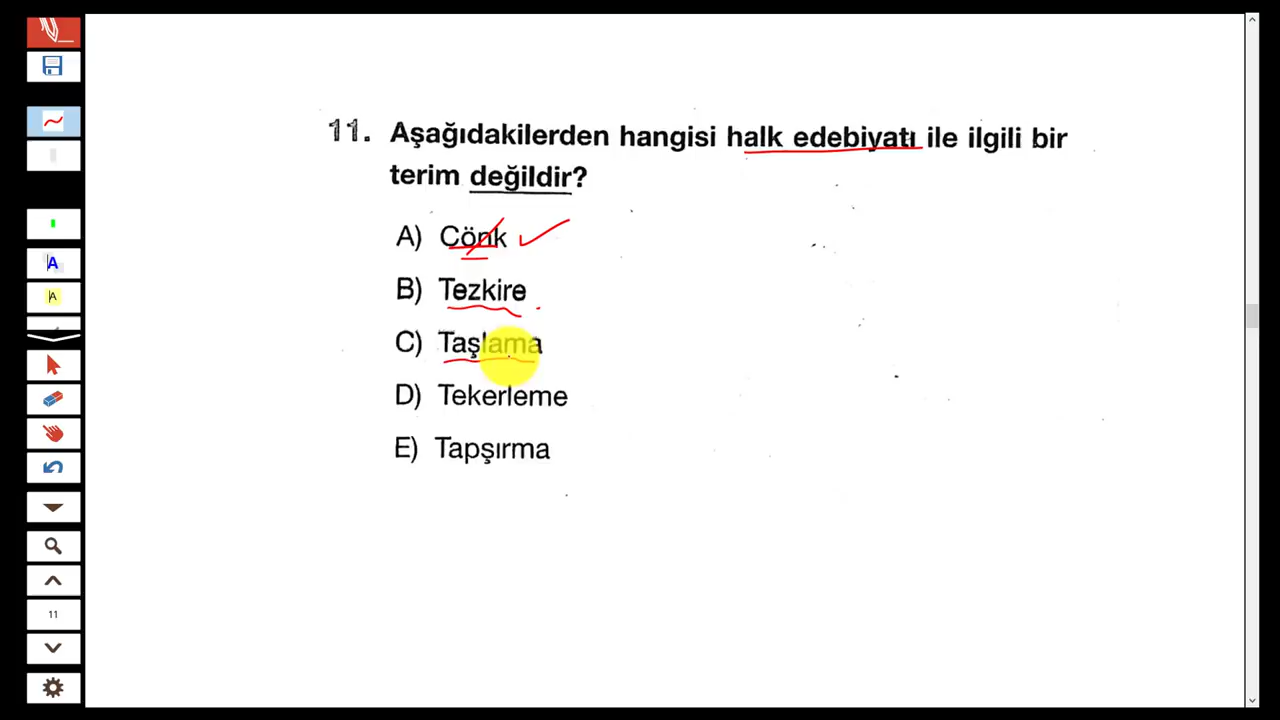 11. Aşağıdakilerden hangisi halk edebiyatı ile ilgili bir
terim değildir?
A) Cönk
B) Tezkire
C) Taşlama
D) Tekerleme
E) Tapşırma
A
A
11